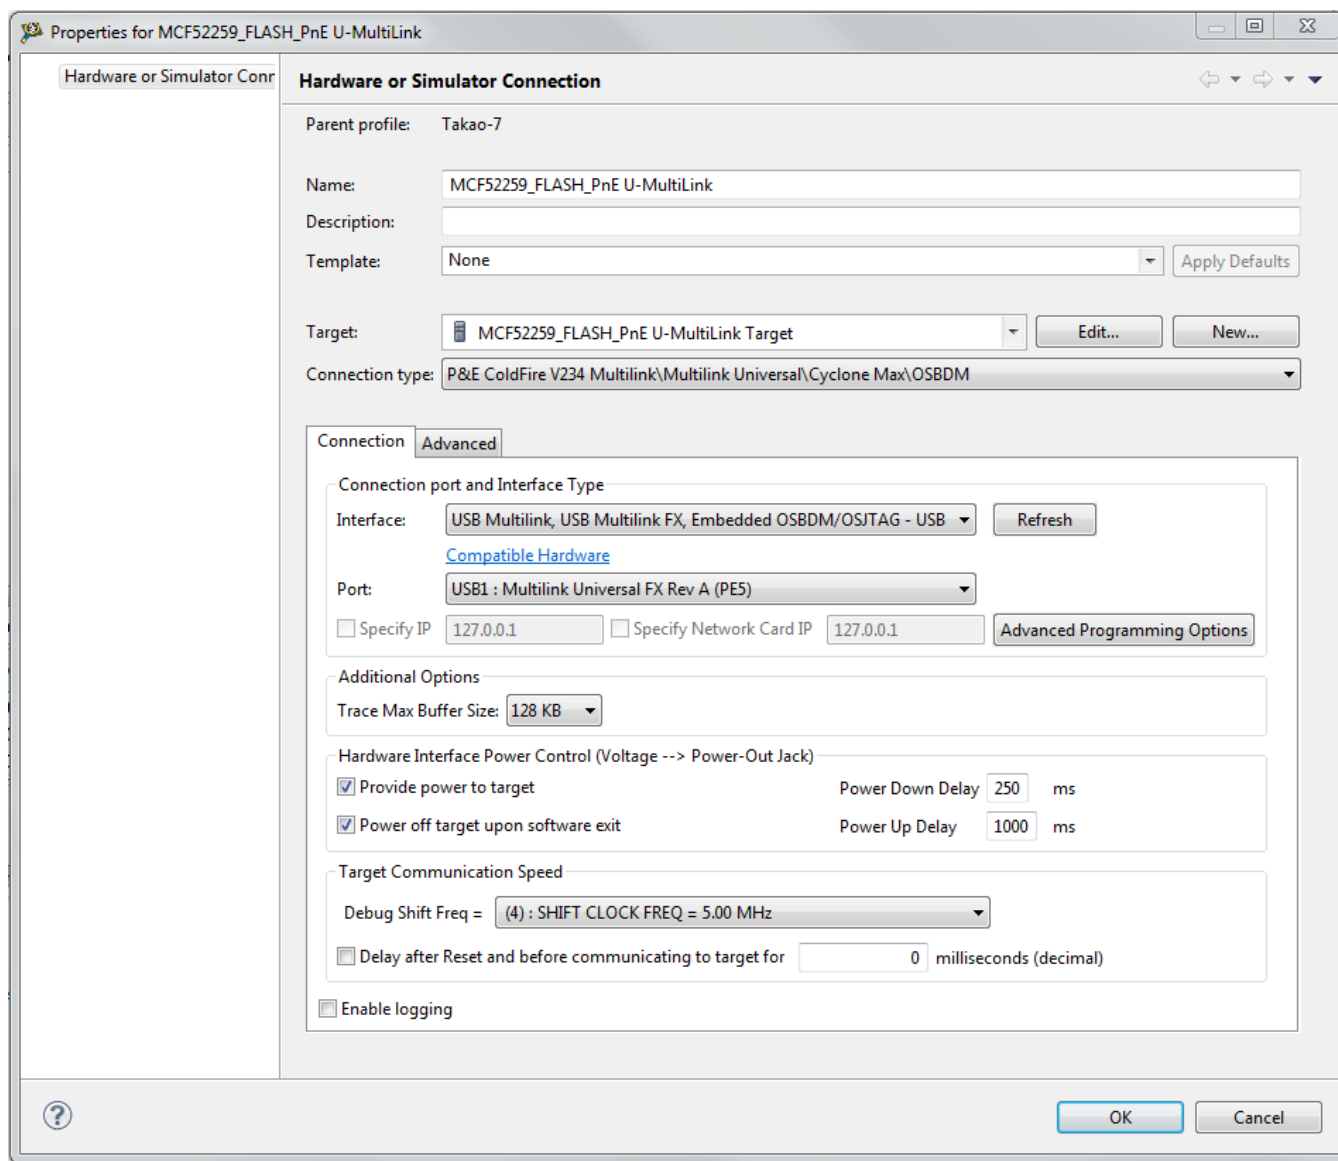 Properties for MCF52259_FLASH_PnE U-MultiLink
Hardware or Simulator Conr
Hardware or Simulator Connection
Parent profile: Takao-7
Name: MCF52259_FLASH_PnE U-MultiLink
Description:
Template: None Apply Defaults
Target: MCF52259_FLASH_PnE U-MultiLink Target Edit... New...
Connection type: P&E ColdFire V234 Multilink\Multilink Universal\Cyclone Max\OSBDM
Connection Advanced
Connection port and Interface Type
Interface: USB Multilink, USB Multilink FX, Embedded OSBDM/OSJTAG - USB Refresh
Compatible Hardware
Port: USB1 : Multilink Universal FX Rev A (PE5)
Specify IP 127.0.0.1 Specify Network Card IP 127.0.0.1 Advanced Programming Options
Additional Options
Trace Max Buffer Size: 128 KB
Hardware Interface Power Control (Voltage --> Power-Out Jack)
Provide power to target Power Down Delay 250 ms
Power off target upon software exit Power Up Delay 1000 ms
Target Communication Speed
Debug Shift Freq = (4) : SHIFT CLOCK FREQ = 5.00 MHz
Delay after Reset and before communicating to target for 0 milliseconds (decimal)
Enable logging
OK Cancel